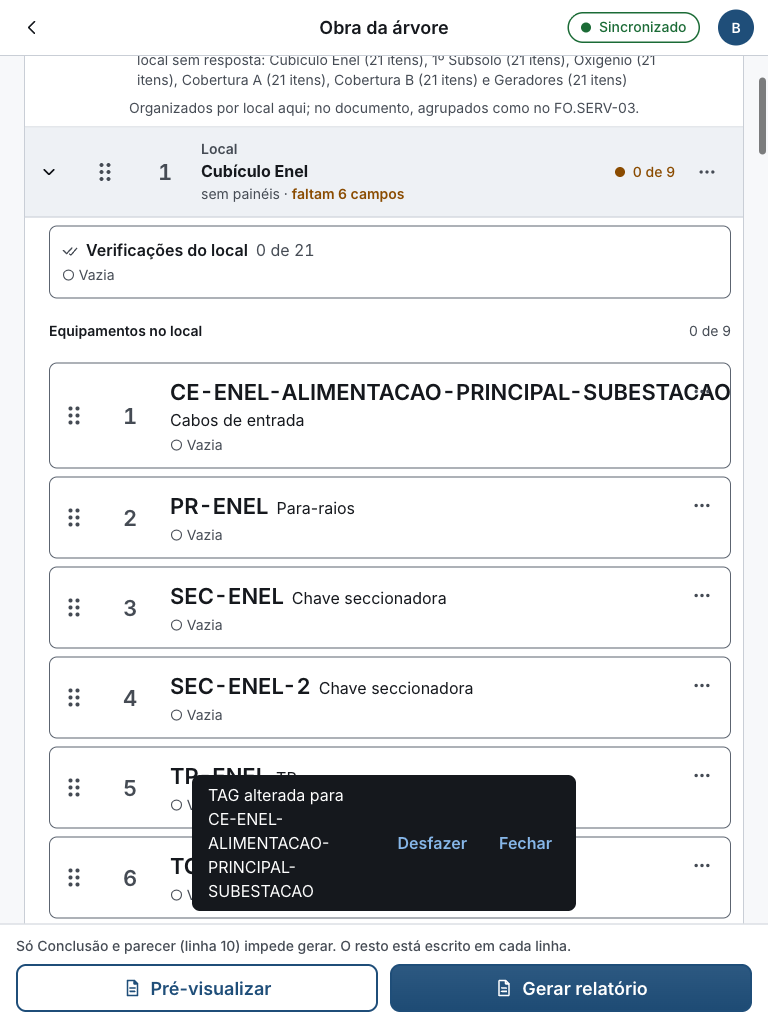 Obra da árvore
Sincronizado
B
local sem resposta: Cubículo Enel (21 itens), 1º Subsolo (21 itens), Oxigênio (21
itens), Cobertura A (21 itens), Cobertura B (21 itens) e Geradores (21 itens)
Organizados por local aqui; no documento, agrupados como no FO.SERV-03.
Local
1
Cubículo Enel
0 de 9
sem painéis · faltam 6 campos
Verificações do local 0 de 21
Vazia
Equipamentos no local
0 de 9
CE-ENEL-ALIMENTACAO-PRINCIPAL-SUBESTACAO
1
Cabos de entrada
Vazia
2
PR-ENEL Para-raios
Vazia
3
SEC-ENEL Chave seccionadora
Vazia
4
SEC-ENEL-2 Chave seccionadora
Vazia
5
TP-ENEL TP
6
TAG alterada para
CE-ENEL-
ALIMENTACAO-
PRINCIPAL-
SUBESTACAO
Desfazer
Fechar
Só Conclusão e parecer (linha 10) impede gerar. O resto está escrito em cada linha.
Pré-visualizar
Gerar relatório